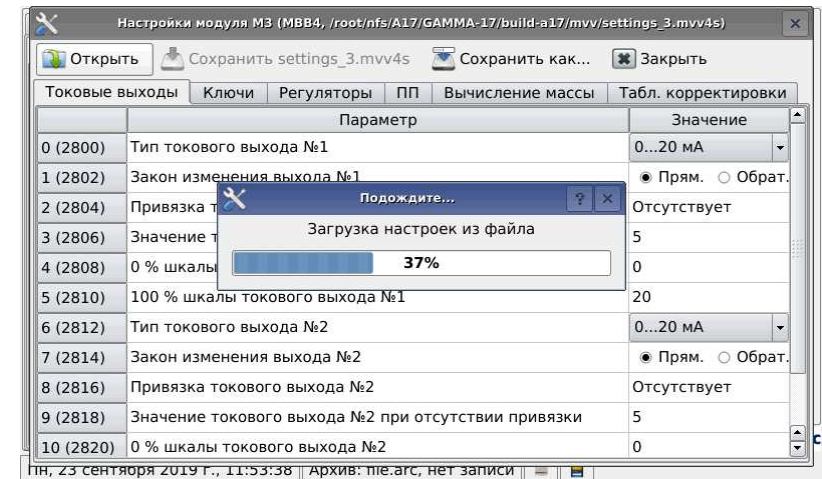 Настройки модуля М3 (МВВ4, /root/nfs/A17/GAMMA-17/build-a17/mvv/settings_3.mvv4s)
Открыть Сохранить settings_3.mvv4s Сохранить как... Закрыть
Токовые выходы Ключи Регуляторы ПП Вычисление массы Табл. корректировки
Параметр Значение
0 (2800) Тип токового выхода №1 0...20 мА
1 (2802) Закон изменения выхода №1 Прям. Обрат.
Подождите... ?
2 (2804) Привязка т Отсутствует
Загрузка настроек из файла
3 (2806) Значение т 5
37%
4 (2808) 0 % шкалы 0
5 (2810) 100 % шкалы токового выхода №1 20
6 (2812) Тип токового выхода №2 0...20 мА
7 (2814) Закон изменения выхода №2 Прям. Обрат.
8 (2816) Привязка токового выхода №2 Отсутствует
9 (2818) Значение токового выхода №2 при отсутствии привязки 5
10 (2820) 0 % шкалы токового выхода №2 0
Пн, 23 сентября 2019 г., 11:53:38 Архив: file.arc, нет записи